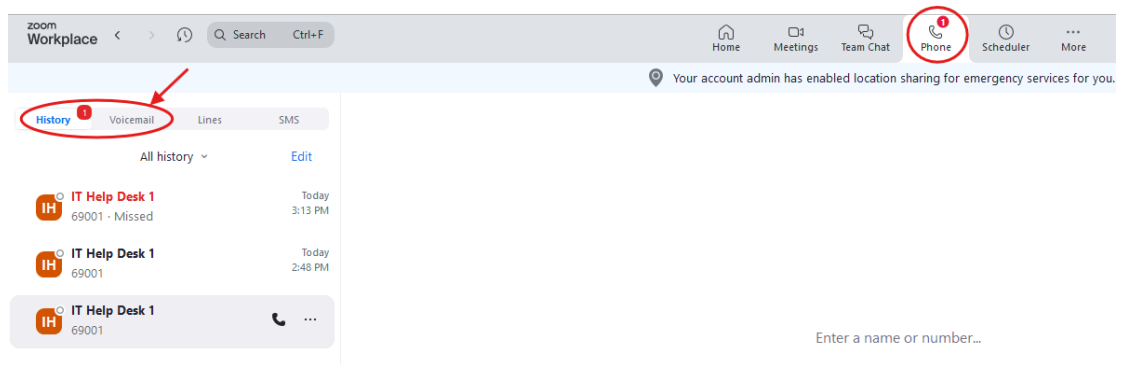 zoom
Workplace
Search Ctrl+F
1
Home Meetings Team Chat Phone Scheduler More
Your account admin has enabled location sharing for emergency services for you.
History 1 Voicemail Lines SMS
All history Edit
IH IT Help Desk 1 Today
69001 · Missed 3:13 PM
IH IT Help Desk 1 Today
69001 2:48 PM
IH IT Help Desk 1
69001
Enter a name or number...